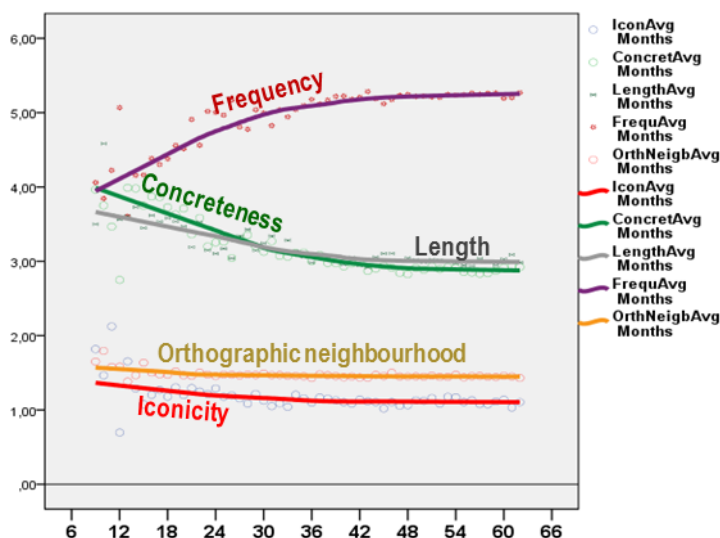 6,00
5,00
4,00
3,00
2,00
1,00
,00
Frequency
Concreteness
Length
Orthographic neighbourhood
Iconicity
6 12 18 24 30 36 42 48 54 60 66
IconAvg
Months
ConcretAvg
Months
LengthAvg
Months
FrequAvg
Months
OrthNeigbAvg
Months
IconAvg
Months
ConcretAvg
Months
LengthAvg
Months
FrequAvg
Months
OrthNeigbAvg
Months